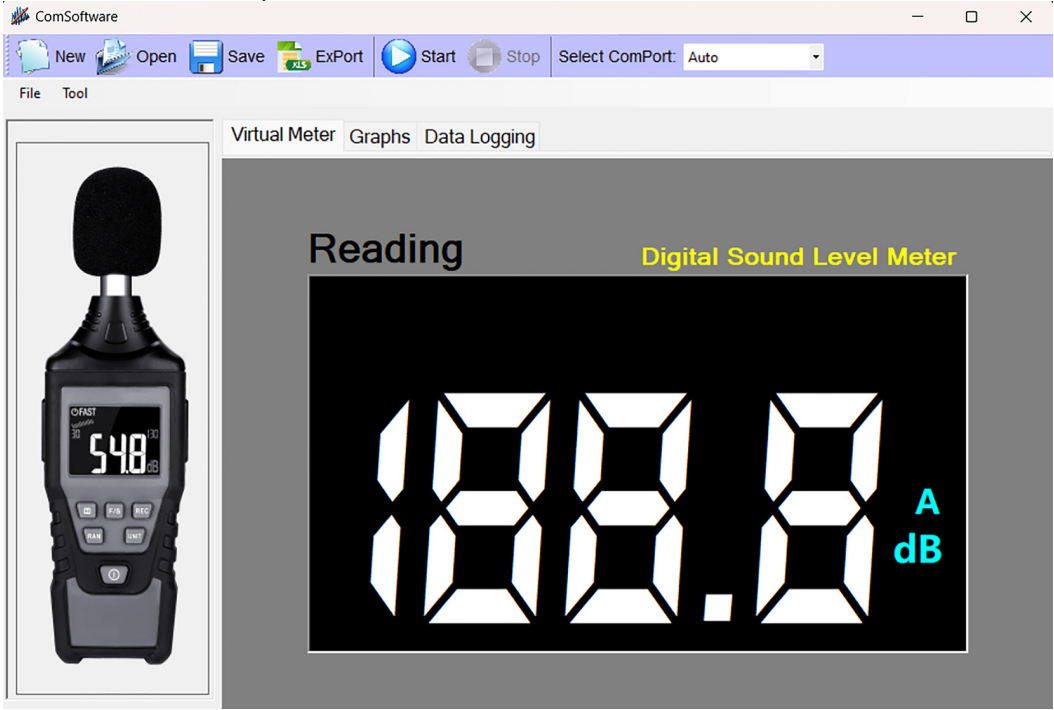 ComSoftware
New Open Save ExPort Start Stop Select ComPort: Auto
File Tool
Virtual Meter Graphs Data Logging
Reading
Digital Sound Level Meter
188.8
A
dB
FAST
30 130
54.8
dB
F/S REC
RAN UNIT
XLS